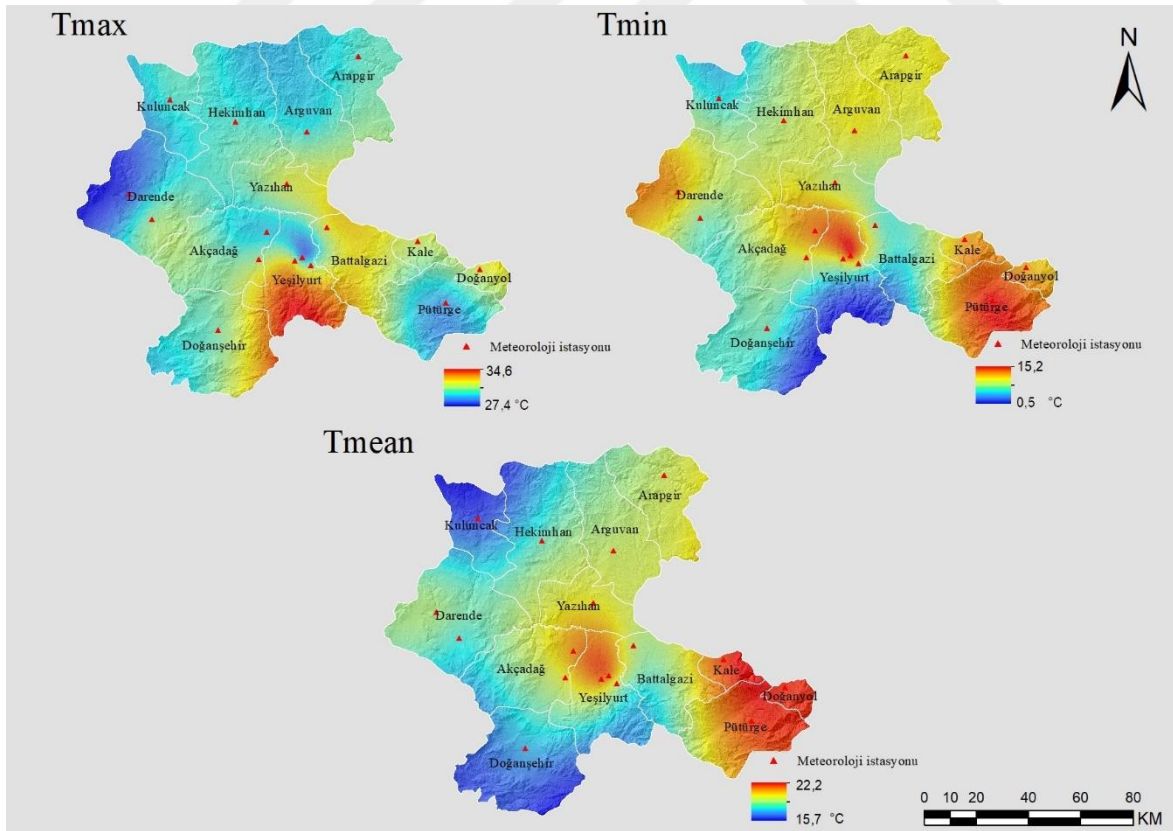 Tmax
Arapgir
Kuluncak
Hekimhan
Arguvan
Darende
Yazıhan
Akçadağ
Battalgazi
Kale
Yeşilyurt
Doğanyol
Pütürge
Doğanşehir
Meteoroloji istasyonu
34,6
27,4 °C
Tmin
N
Arapgir
Kuluncak
Hekimhan
Arguvan
Darende
Yazıhan
Akçadağ
Battalgazi
Kale
Yeşilyurt
Doğanyol
Pütürge
Doğanşehir
Meteoroloji istasyonu
15,2
0,5 °C
Tmean
Arapgir
Kuluncak
Hekimhan
Arguvan
Yazıhan
Darende
Akçadağ
Battalgazi
Kale
Yeşilyurt
Doğanyol
Pütürge
Doğanşehir
Meteoroloji istasyonu
22,2
15,7 °C
0 10 20 40 60 80
KM